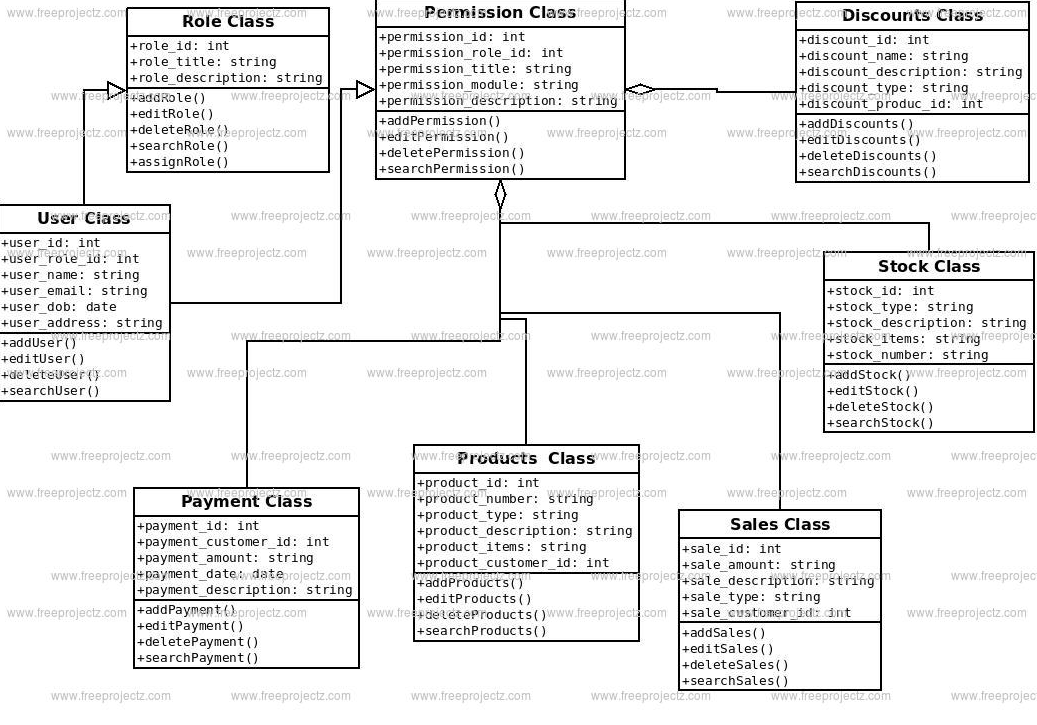 Role Class
+role_id: int
+role_title: string
+role_description: string
+addRole()
+editRole()
+deleteRole()
+searchRole()
+assignRole()
Permission Class
+permission_id: int
+permission_role_id: int
+permission_title: string
+permission_module: string
+permission_description: string
+addPermission()
+editPermission()
+deletePermission()
+searchPermission()
Discounts Class
+discount_id: int
+discount_name: string
+discount_description: string
+discount_type: string
+discount_produc_id: int
+addDiscounts()
+editDiscounts()
+deleteDiscounts()
+searchDiscounts()
User Class
+user_id: int
+user_role_id: int
+user_name: string
+user_email: string
+user_dob: date
+user_address: string
+addUser()
+editUser()
+deleteUser()
+searchUser()
Stock Class
+stock_id: int
+stock_type: string
+stock_description: string
+stock_items: string
+stock_number: string
+addStock()
+editStock()
+deleteStock()
+searchStock()
Payment Class
+payment_id: int
+payment_customer_id: int
+payment_amount: string
+payment_date: date
+payment_description: string
+addPayment()
+editPayment()
+deletePayment()
+searchPayment()
Products Class
+product_id: int
+product_number: string
+product_type: string
+product_description: string
+product_items: string
+product_customer_id: int
+addProducts()
+editProducts()
+deleteProducts()
+searchProducts()
Sales Class
+sale_id: int
+sale_amount: string
+sale_description: string
+sale_type: string
+sale_customer_id: int
+addSales()
+editSales()
+deleteSales()
+searchSales()
www.freeprojectz.com